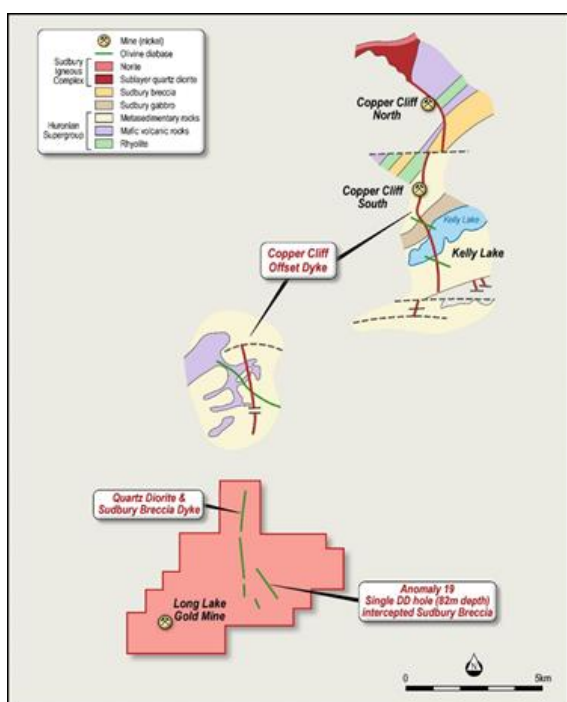 Mine (nickel)
Olivine diabase
Sudbury
Igneous
Complex
Norite
Sublayer quartz diorite
Sudbury breccia
Sudbury gabbro
Huronian
Supergroup
Metasedimentary rocks
Mafic volcanic rocks
Rhyolite
Copper Cliff
North
Copper Cliff
South
Kelly Lake
Kelly Lake
Copper Cliff
Offset Dyke
Quartz Diorite &
Sudbury Breccia Dyke
Long Lake
Gold Mine
Anomaly 19
Single DD hole (82m depth)
intercepted Sudbury Breccia
N
0
5km